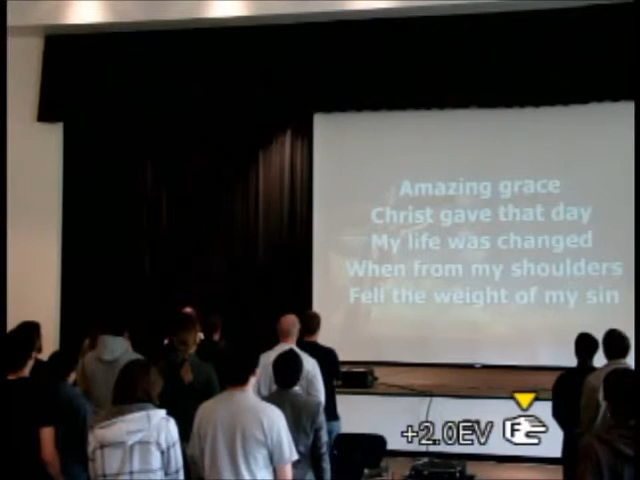 Amazing grace
Christ gave that day
My life was changed
When from my shoulders
Fell the weight of my sin
+2.0EV F